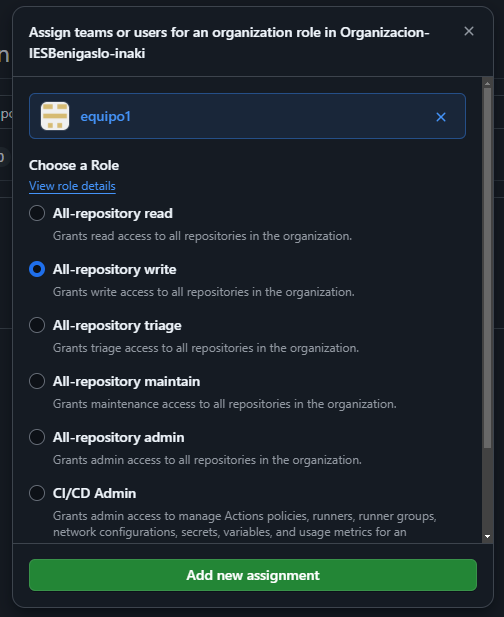 Assign teams or users for an organization role in Organizacion-
IESBenigaslo-inaki
equipo1
Choose a Role
View role details
All-repository read
Grants read access to all repositories in the organization.
All-repository write
Grants write access to all repositories in the organization.
All-repository triage
Grants triage access to all repositories in the organization.
All-repository maintain
Grants maintenance access to all repositories in the organization.
All-repository admin
Grants admin access to all repositories in the organization.
CI/CD Admin
Grants admin access to manage Actions policies, runners, runner groups,
network configurations, secrets, variables, and usage metrics for an
Add new assignment